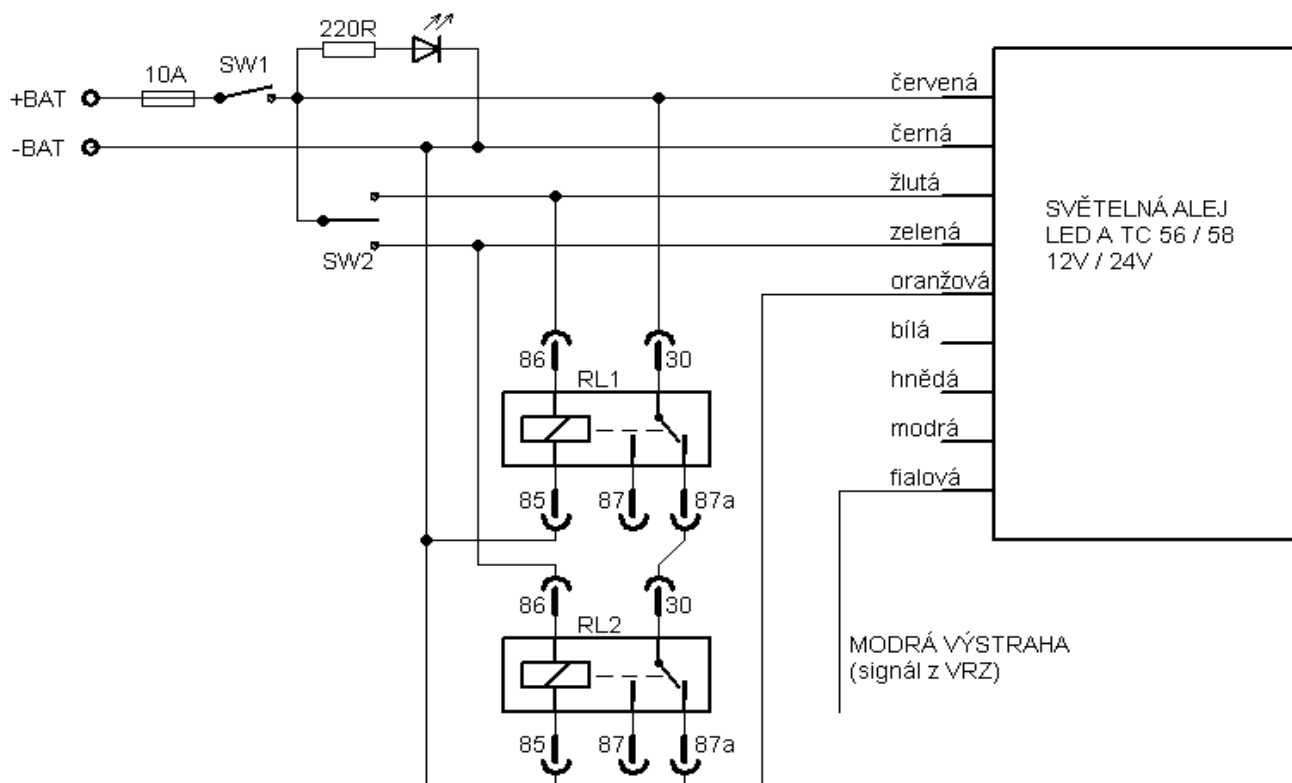 220R
10A
SW1
+BAT
-BAT
SW2
červená
černá
žlutá
zelená
oranžová
bílá
hnědá
modrá
fialová
SVĚTELNÁ ALEJ
LED A TC 56 / 58
12V / 24V
86
30
RL1
85
87
87a
86
30
RL2
85
87
87a
MODRÁ VÝSTRAHA
(signál z VRZ)